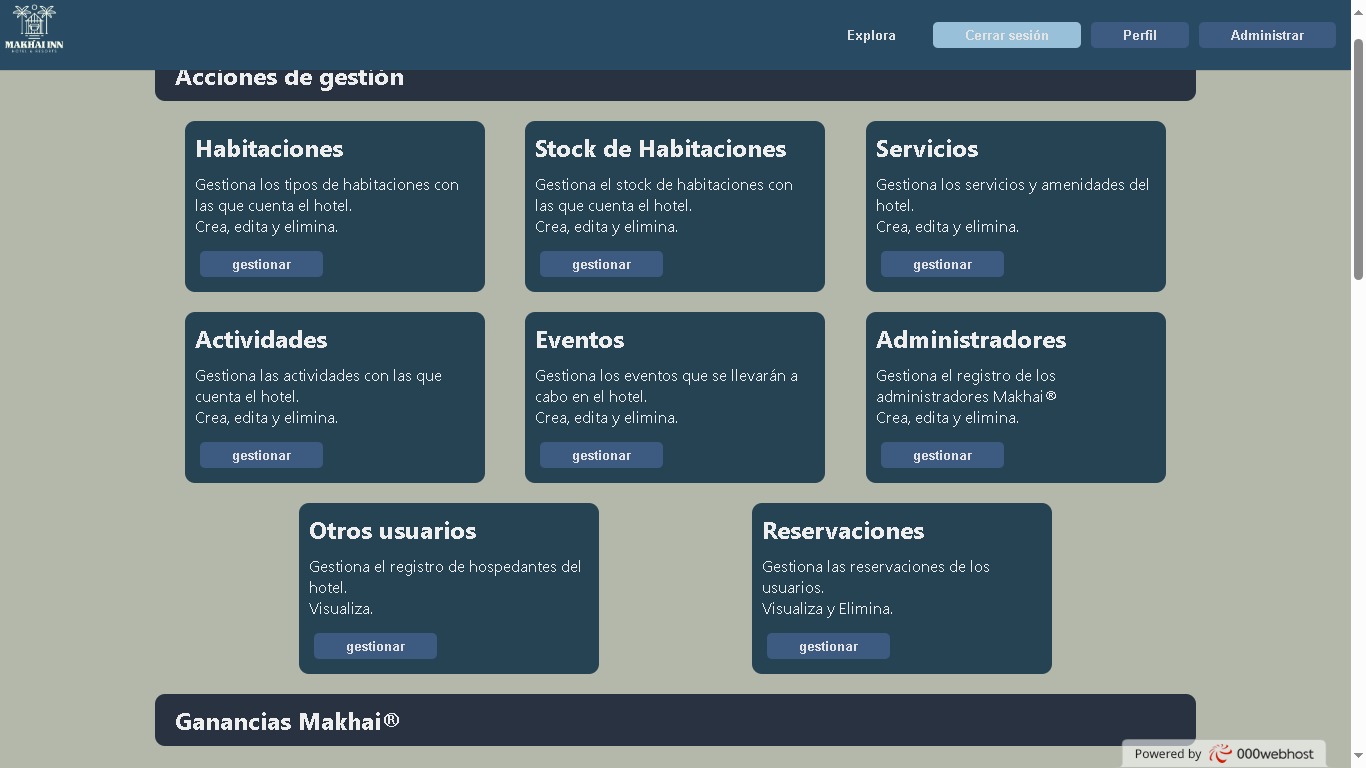 MAKHAI INN
HOTEL & RESORTS
Explora
Cerrar sesión
Perfil
Administrar
Acciones de gestión
Habitaciones
Gestiona los tipos de habitaciones con
las que cuenta el hotel.
Crea, edita y elimina.
gestionar
Stock de Habitaciones
Gestiona el stock de habitaciones con
las que cuenta el hotel.
Crea, edita y elimina.
gestionar
Servicios
Gestiona los servicios y amenidades del
hotel.
Crea, edita y elimina.
gestionar
Actividades
Gestiona las actividades con las que
cuenta el hotel.
Crea, edita y elimina.
gestionar
Eventos
Gestiona los eventos que se llevarán a
cabo en el hotel.
Crea, edita y elimina.
gestionar
Administradores
Gestiona el registro de los
administradores Makhai®
Crea, edita y elimina.
gestionar
Otros usuarios
Gestiona el registro de hospedantes del
hotel.
Visualiza.
gestionar
Reservaciones
Gestiona las reservaciones de los
usuarios.
Visualiza y Elimina.
gestionar
Ganancias Makhai®
Powered by 000webhost